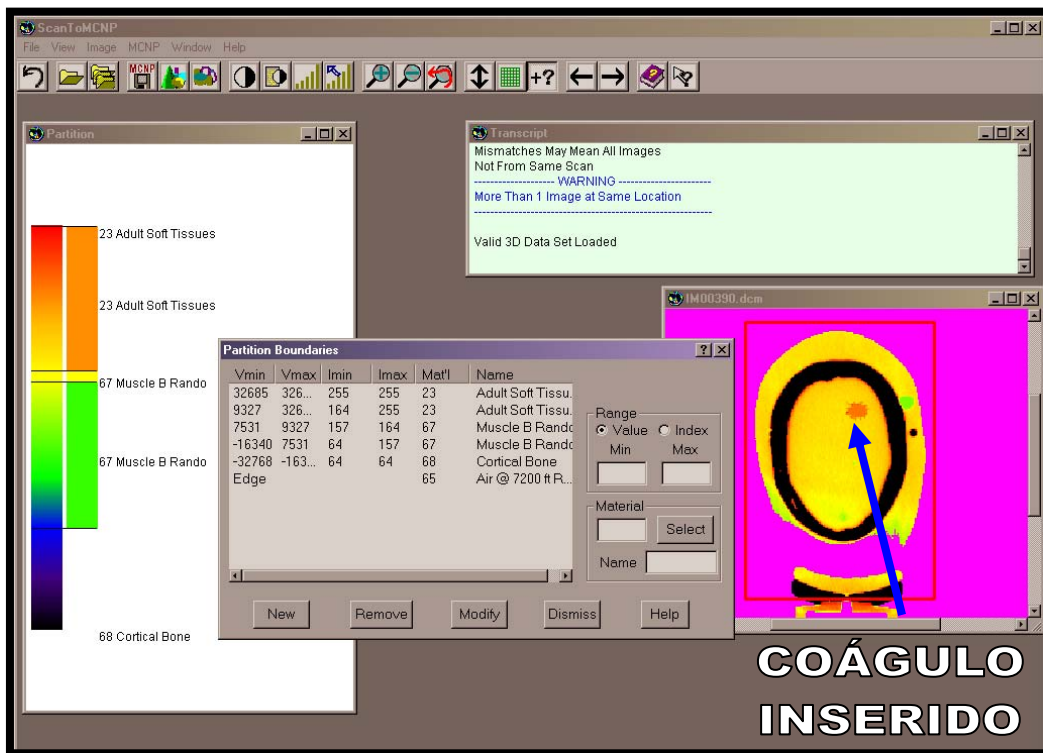 ScanToMCNP
File View Image MCNP Window Help
MCNP
+?
Partition
23 Adult Soft Tissues
23 Adult Soft Tissues
67 Muscle B Rando
67 Muscle B Rando
68 Cortical Bone
Transcript
Mismatches May Mean All Images
Not From Same Scan
-------------------- WARNING -----------------------
More Than 1 Image at Same Location
------------------------------------------------------------
Valid 3D Data Set Loaded
IM00390.dcm
Partition Boundaries
Vmin Vmax Imin Imax Mat'l Name
32685 326... 255 255 23 Adult Soft Tissu.
9327 326... 164 255 23 Adult Soft Tissu.
7531 9327 157 164 67 Muscle B Rando
-16340 7531 64 157 67 Muscle B Rando
-32768 -163... 64 64 68 Cortical Bone
Edge 65 Air @ 7200 ft R...
Range
Value Index
Min Max
Material
Select
Name
New Remove Modify Dismiss Help
COÁGULO
INSERIDO